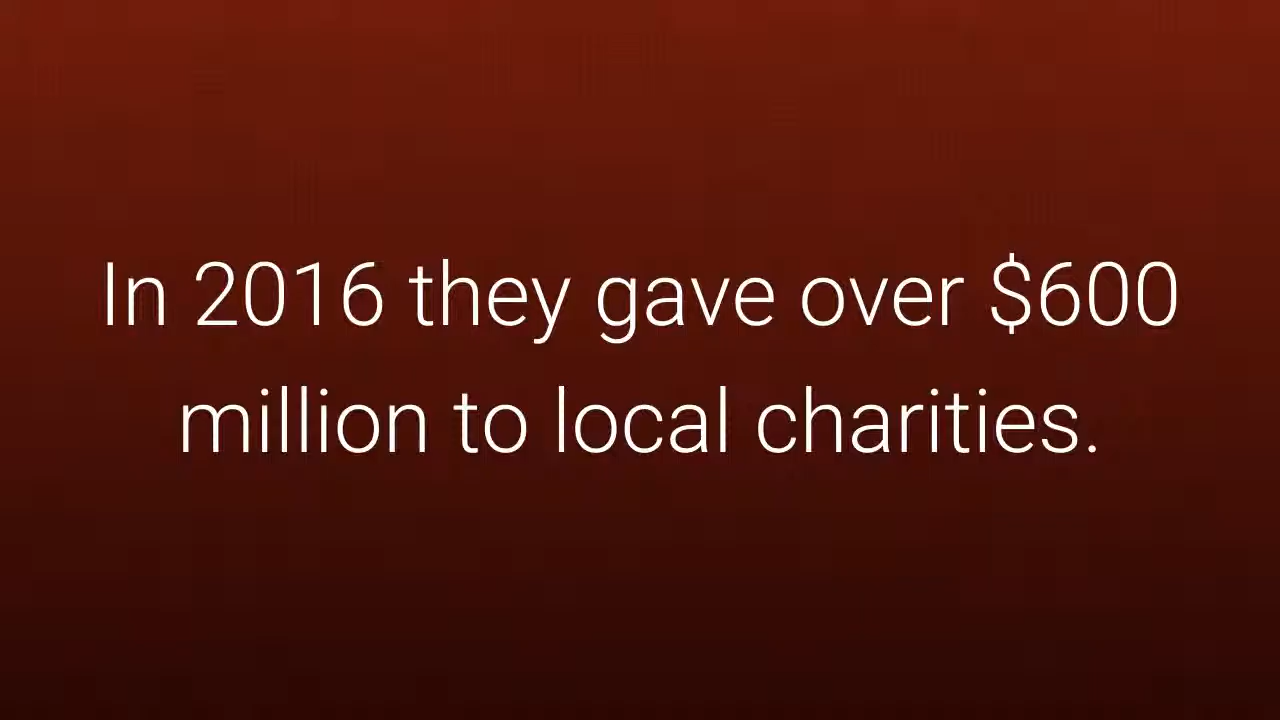 In 2016 they gave over $600
million to local charities.